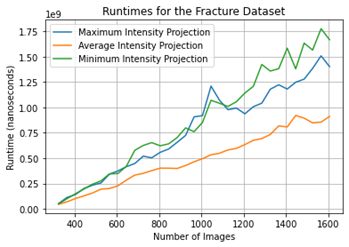 Runtimes for the Fracture Dataset
1e9
Maximum Intensity Projection
Average Intensity Projection
Minimum Intensity Projection
1.75
1.50
1.25
1.00
0.75
0.50
0.25
0.00
Runtime (nanoseconds)
400 600 800 1000 1200 1400 1600
Number of Images